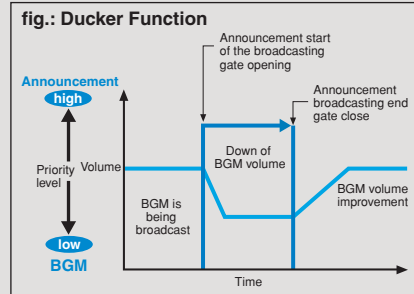 fig.: Ducker Function
Announcement
high
Priority
level
low
BGM
Volume
Announcement start
of the broadcasting
gate opening
Announcement
broadcasting end
gate close
Down of
BGM volume
BGM is
being
broadcast
BGM volume
improvement
Time